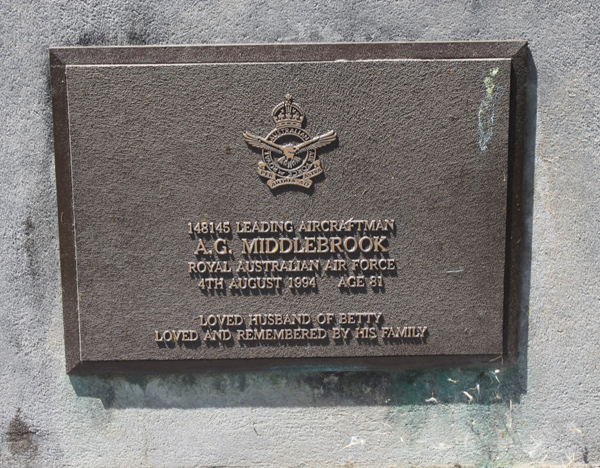 148145 LEADING AIRCRAFTMAN
A.G. MIDDLEBROOK
ROYAL AUSTRALIAN AIR FORCE
4TH AUGUST 1994 AGE 81
LOVED HUSBAND OF BETTY
LOVED AND REMEMBERED BY HIS FAMILY